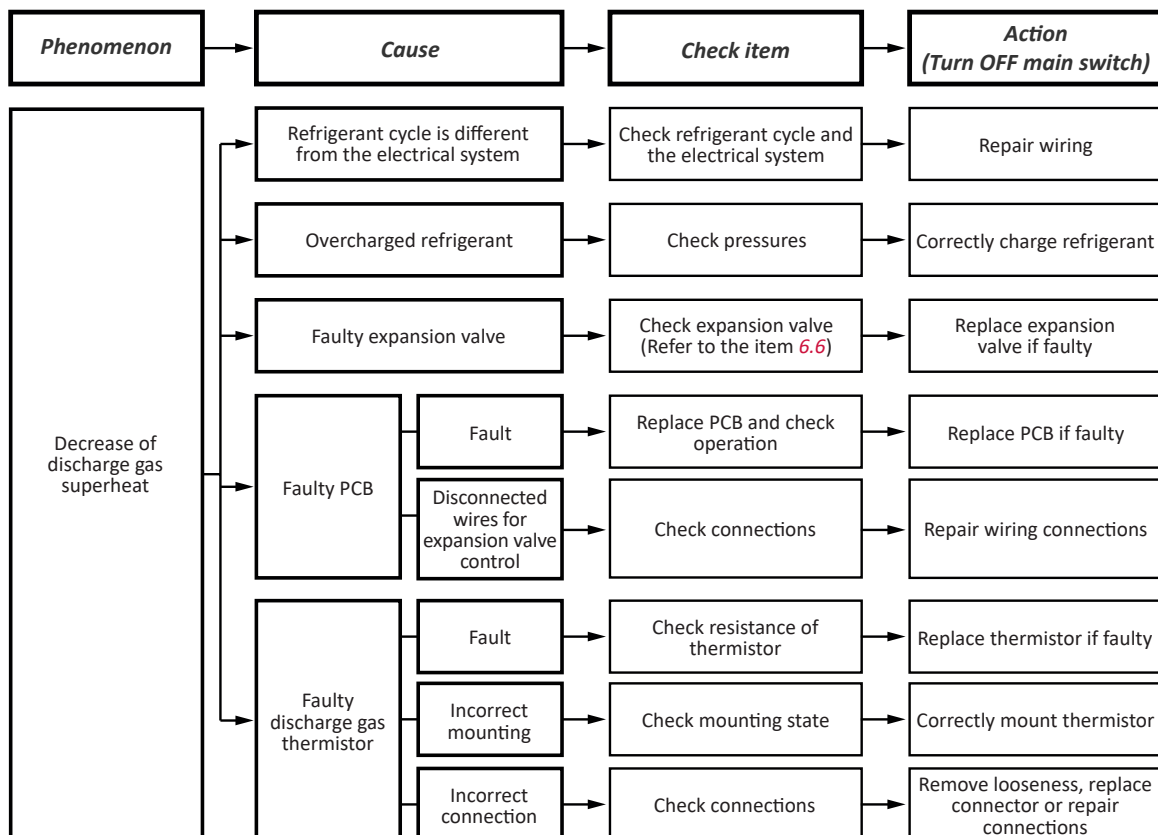 Phenomenon
Cause
Check item
Action
(Turn OFF main switch)
Decrease of
discharge gas
superheat
Refrigerant cycle is different
from the electrical system
Check refrigerant cycle and
the electrical system
Repair wiring
Overcharged refrigerant
Check pressures
Correctly charge refrigerant
Faulty expansion valve
Check expansion valve
(Refer to the item 6.6)
Replace expansion
valve if faulty
Faulty PCB
Fault
Replace PCB and check
operation
Replace PCB if faulty
Disconnected
wires for
expansion valve
control
Check connections
Repair wiring connections
Faulty
discharge gas
thermistor
Fault
Check resistance of
thermistor
Replace thermistor if faulty
Incorrect
mounting
Check mounting state
Correctly mount thermistor
Incorrect
connection
Check connections
Remove looseness, replace
connector or repair
connections